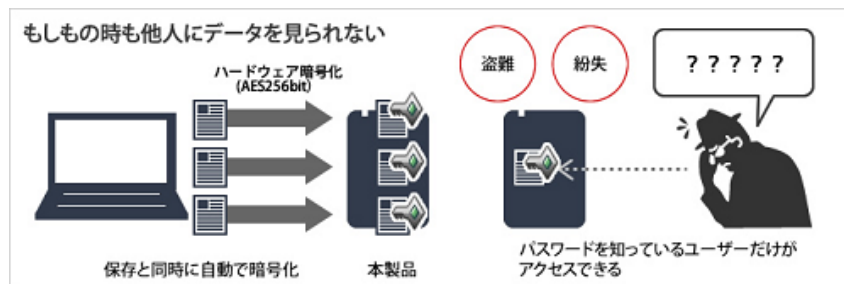 もしもの時も他人にデータを見られない
ハードウェア暗号化
(AES256bit)
盗難
紛失
? ? ? ? ?
保存と同時に自動で暗号化
本製品
パスワードを知っているユーザーだけが
アクセスできる